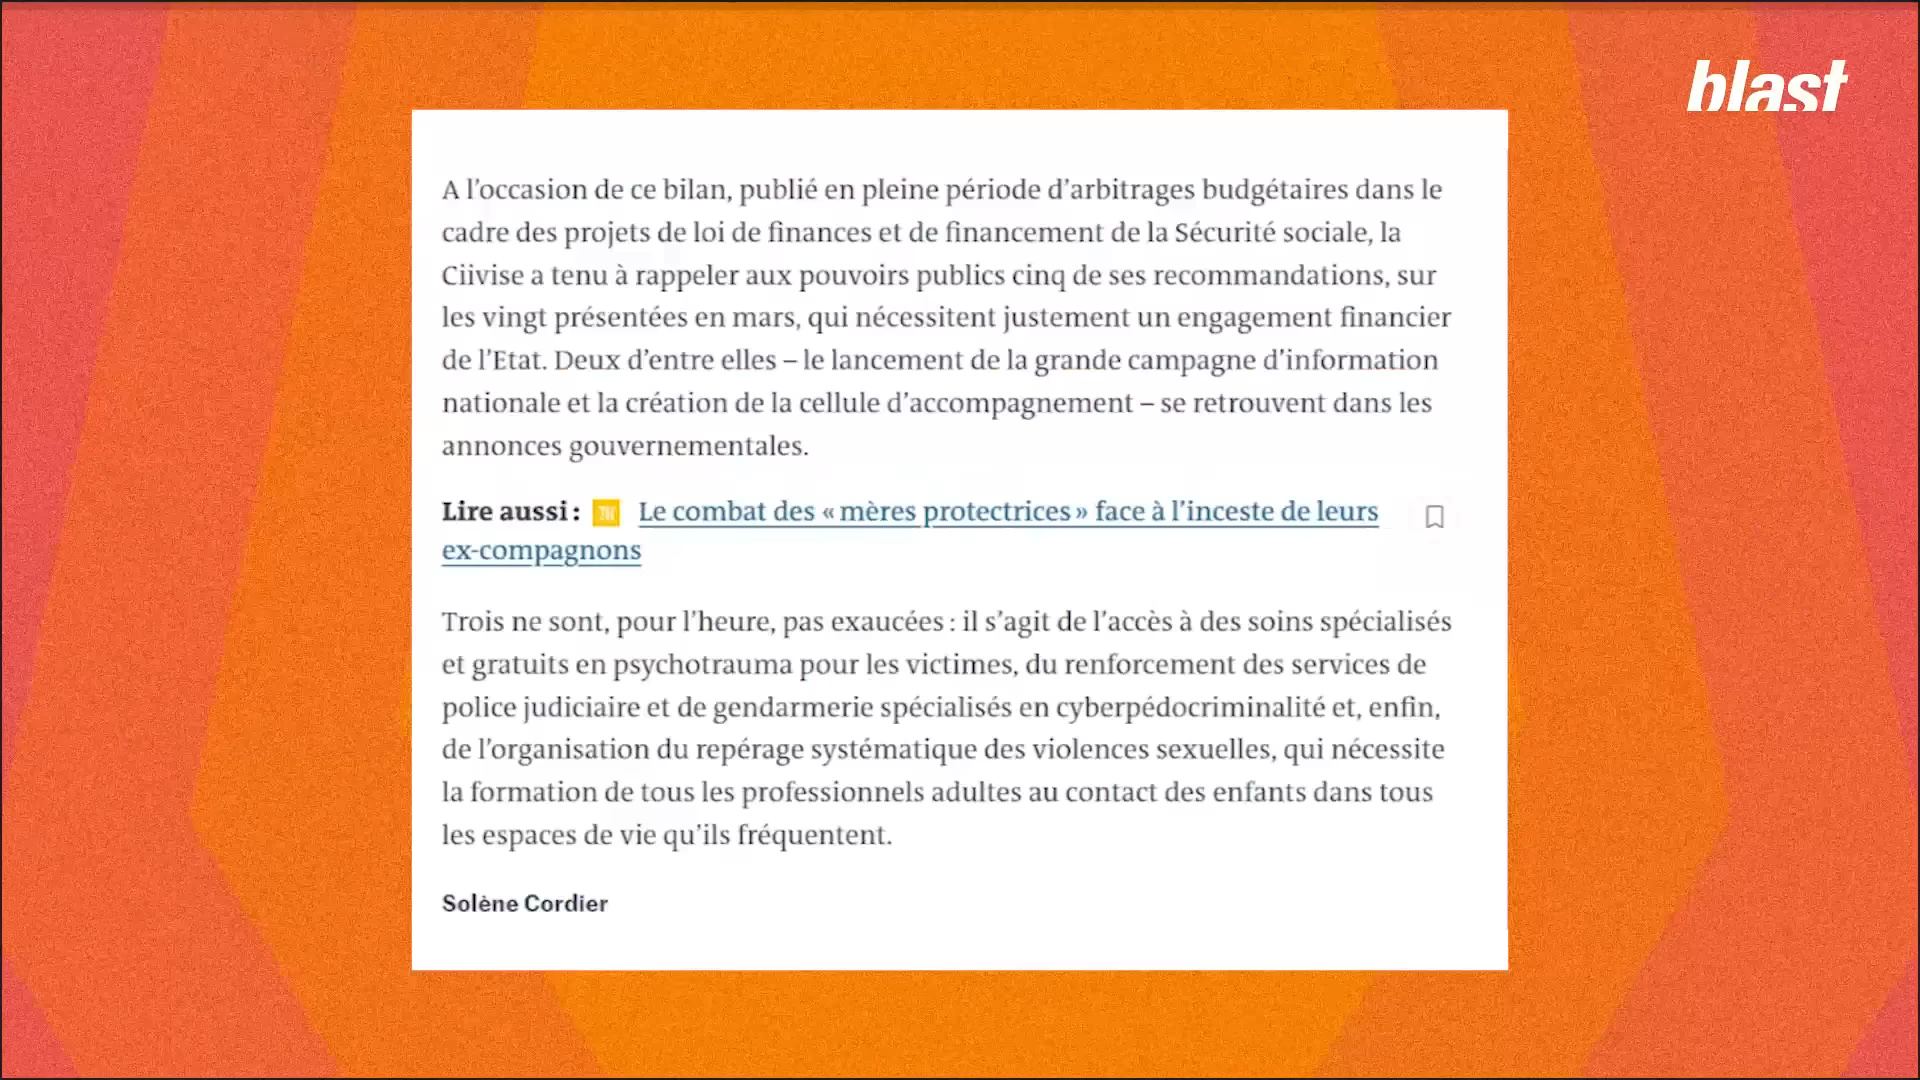 blast
A l’occasion de ce bilan, publié en pleine période d’arbitrages budgétaires dans le
cadre des projets de loi de finances et de financement de la Sécurité sociale, la
Ciivise a tenu à rappeler aux pouvoirs publics cinq de ses recommandations, sur
les vingt présentées en mars, qui nécessitent justement un engagement financier
de l’Etat. Deux d’entre elles – le lancement de la grande campagne d’information
nationale et la création de la cellule d’accompagnement – se retrouvent dans les
annonces gouvernementales.
Lire aussi : Le combat des « mères protectrices » face à l’inceste de leurs
ex-compagnons
Trois ne sont, pour l’heure, pas exaucées : il s’agit de l’accès à des soins spécialisés
et gratuits en psychotrauma pour les victimes, du renforcement des services de
police judiciaire et de gendarmerie spécialisés en cyberpédocriminalité et, enfin,
de l’organisation du repérage systématique des violences sexuelles, qui nécessite
la formation de tous les professionnels adultes au contact des enfants dans tous
les espaces de vie qu’ils fréquentent.
Solène Cordier